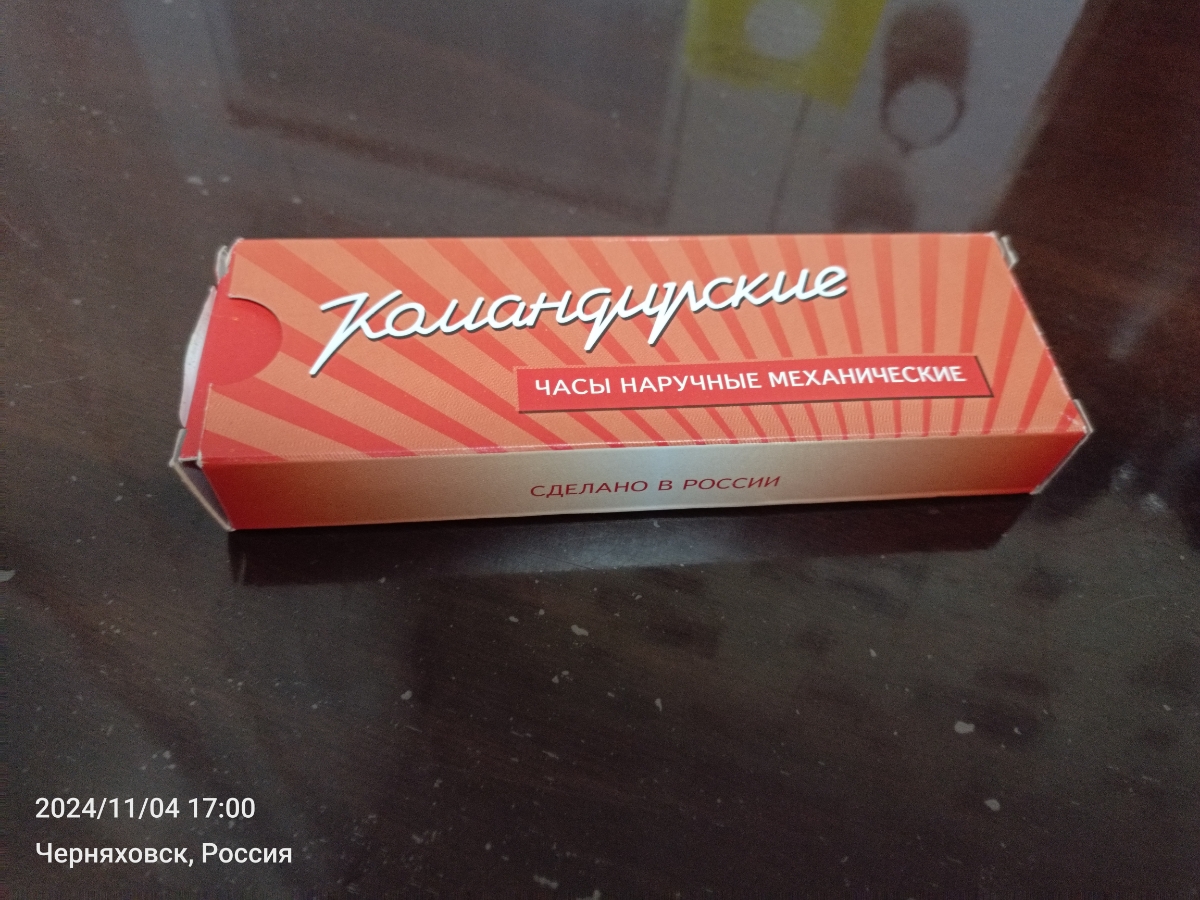 Командирские
ЧАСЫ НАРУЧНЫЕ МЕХАНИЧЕСКИЕ
СДЕЛАНО В РОССИИ
2024/11/04 17:00
Черняховск, Россия